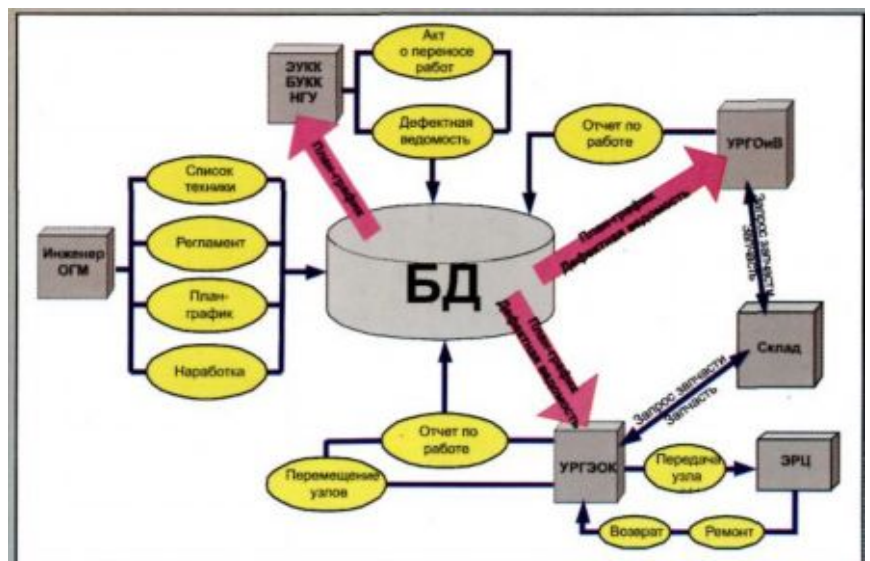 Акт
о переносе
работ
ЭУКК
БУКК
НГУ
Дефектная
ведомость
Отчет по
работе
УРГОиВ
План-график
Список
техники
План-график
Дефектная ведомость
Запрос запчасти
Запчасть
Регламент
Инженер
ОГМ
БД
План-
график
План-график
Дефектная ведомость
Склад
Наработка
Запрос запчасти
Запчасть
Отчет по
работе
Перемещение
узлов
УРГЭОК
Передача
узла
ЭРЦ
Возврат
Ремонт